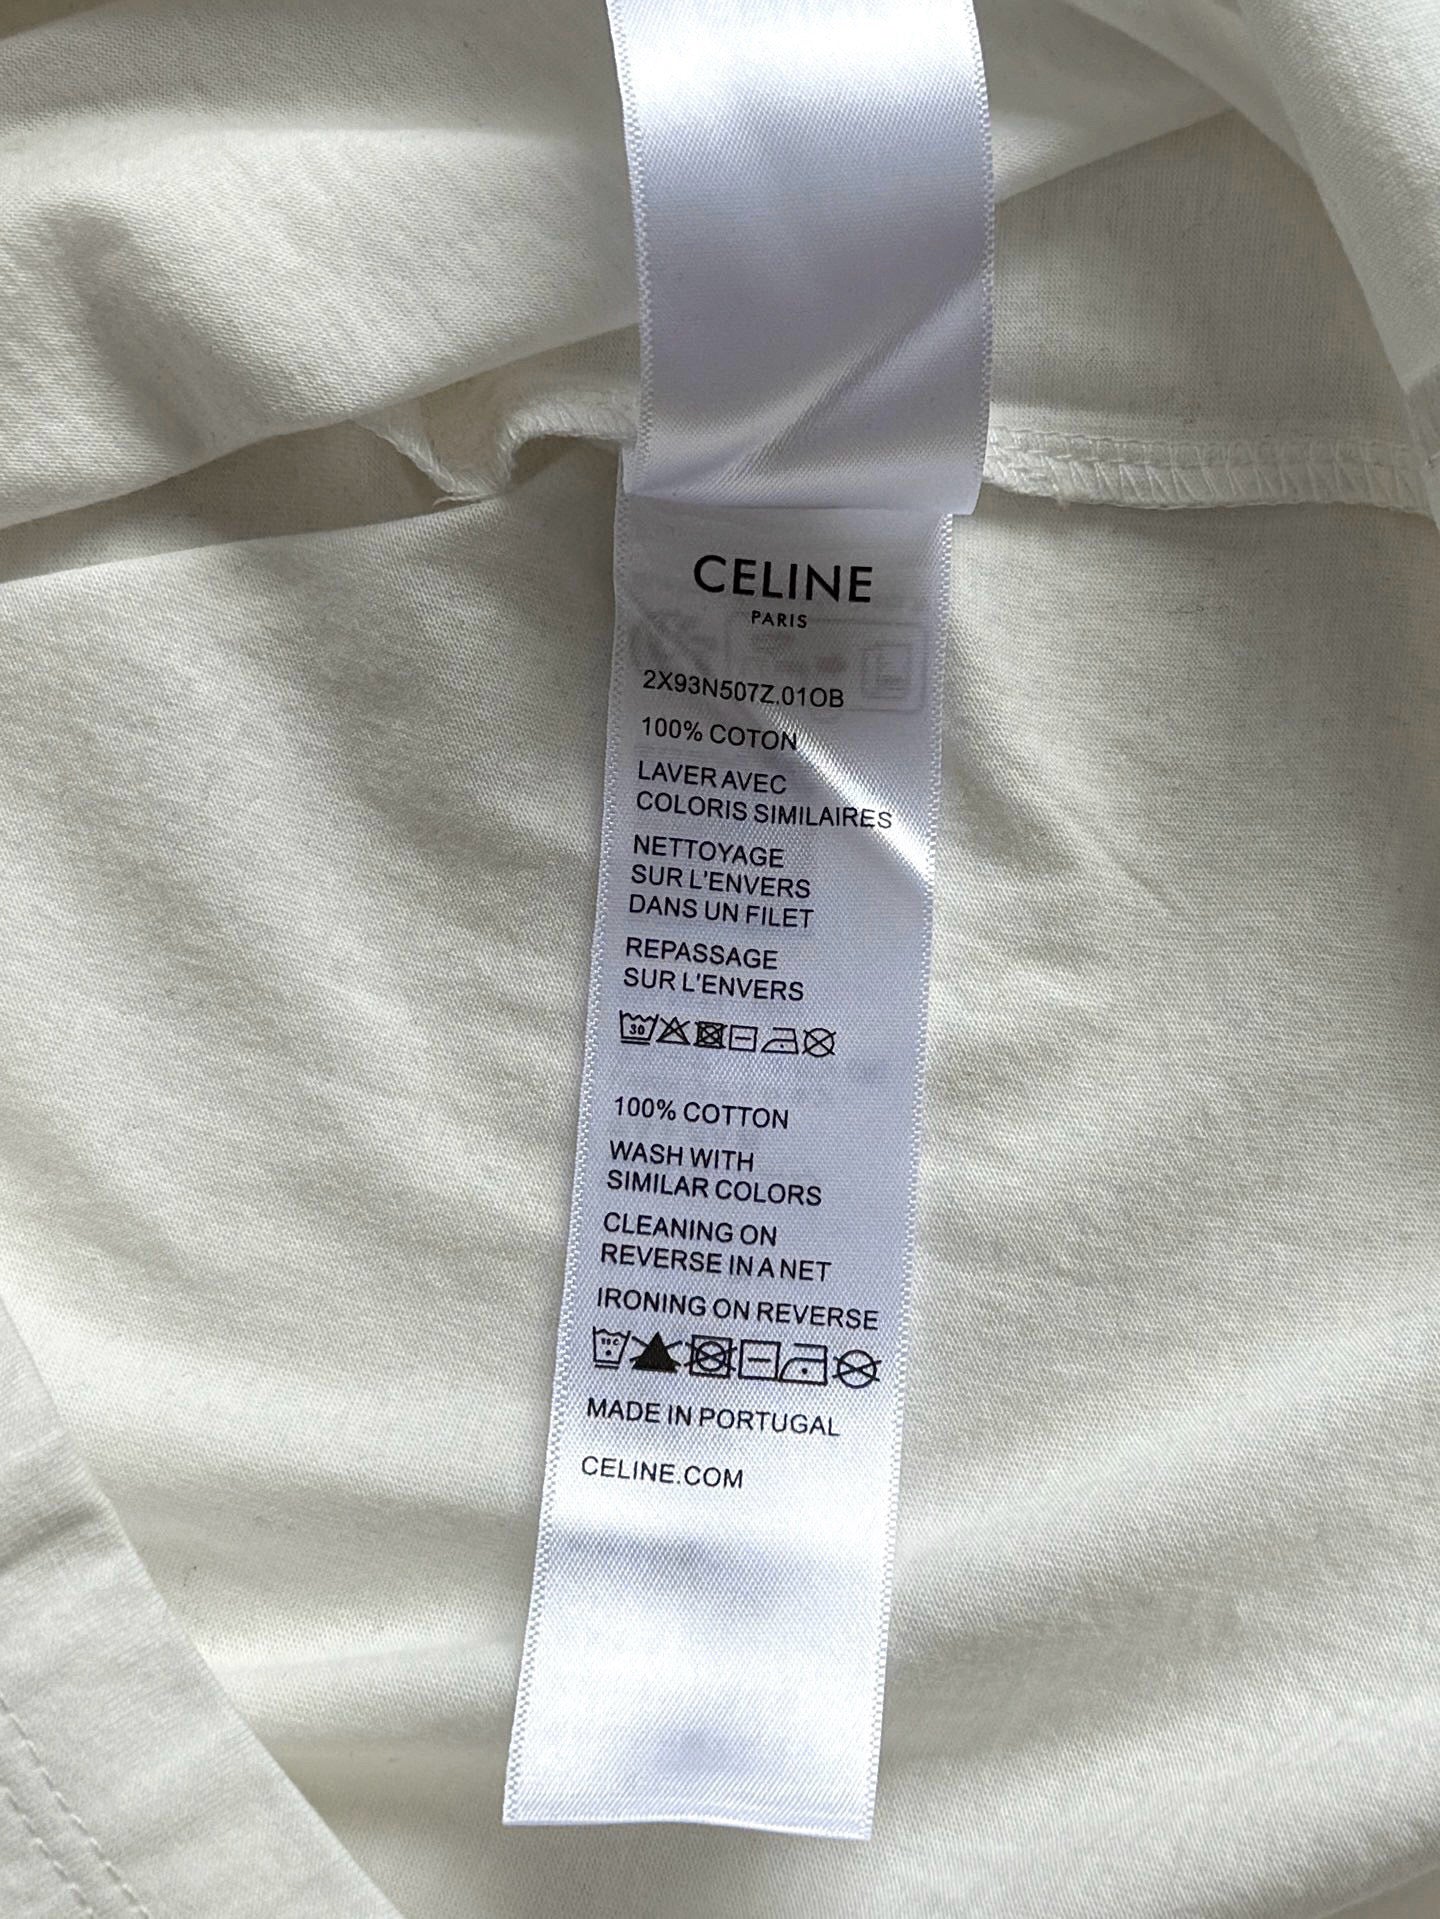 CELINE
PARIS
2X93N507Z.01OB
100% COTON
LAVER AVEC
COLORIS SIMILAIRES
NETTOYAGE
SUR L'ENVERS
DANS UN FILET
REPASSAGE
SUR L'ENVERS
30
100% COTTON
WASH WITH
SIMILAR COLORS
CLEANING ON
REVERSE IN A NET
IRONING ON REVERSE
MADE IN PORTUGAL
CELINE.COM